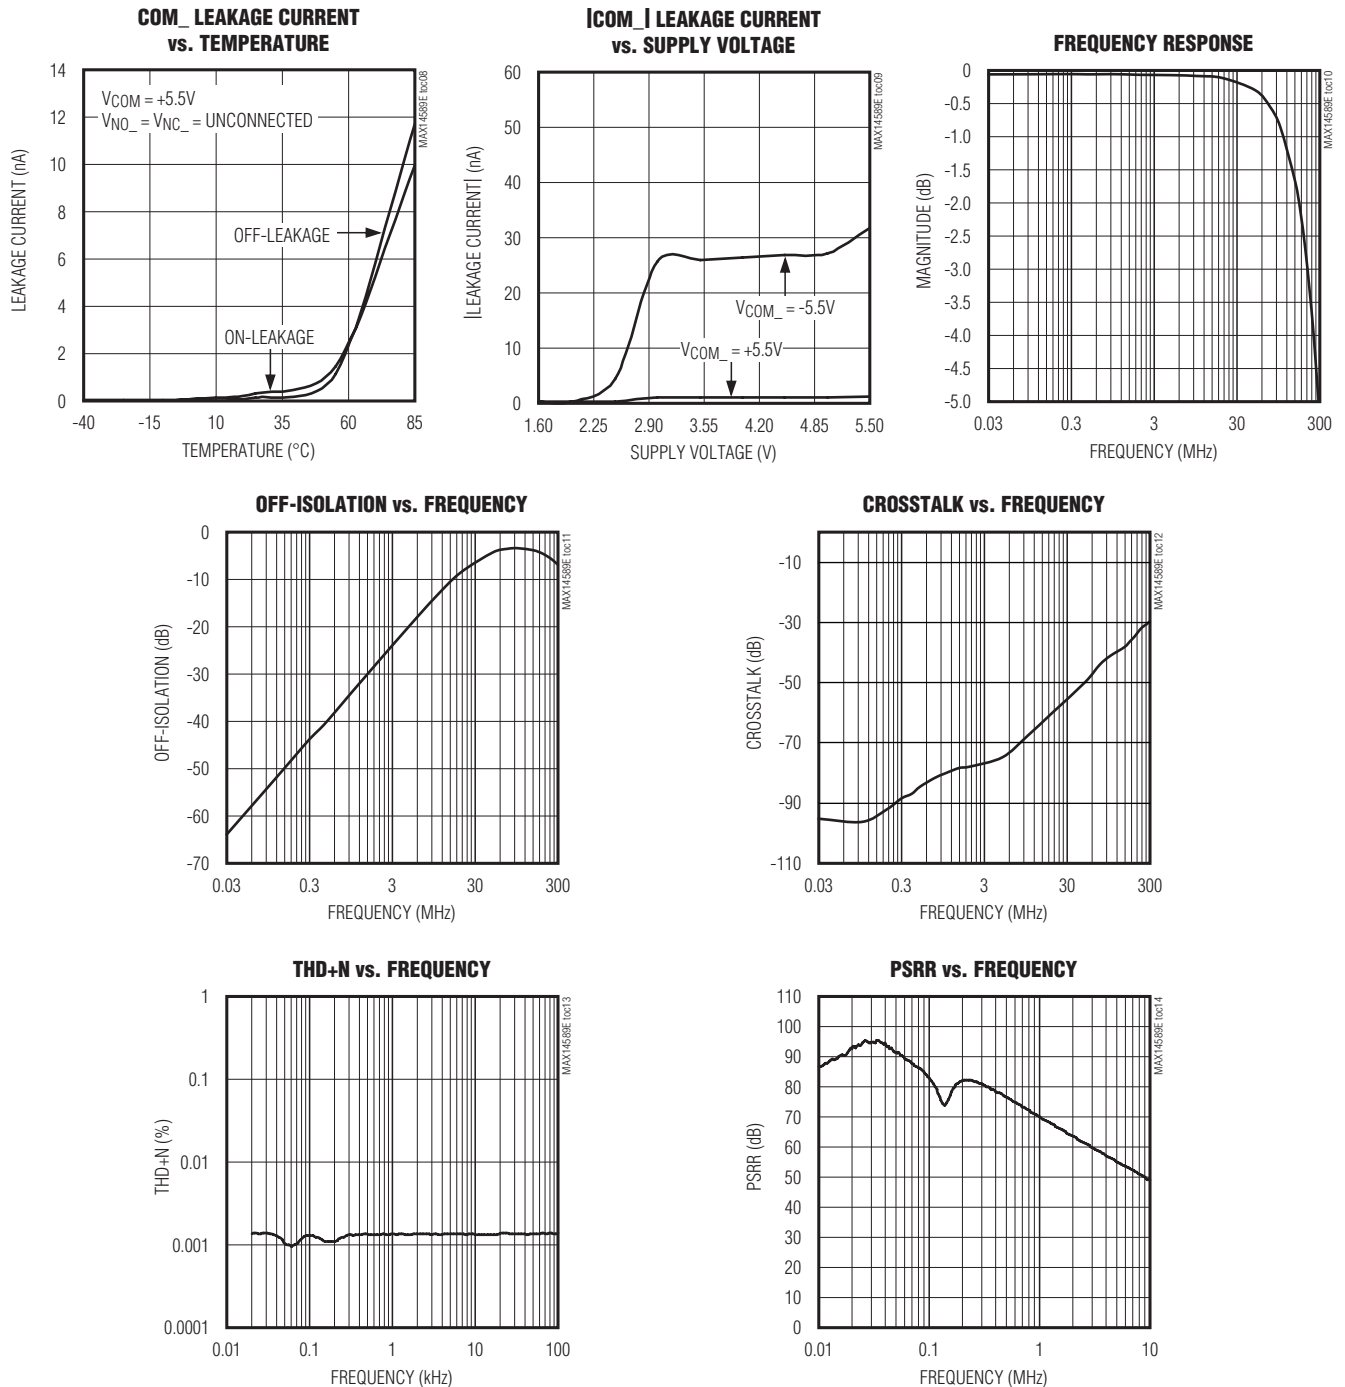 COM_ LEAKAGE CURRENT
vs. TEMPERATURE
14
12
10
8
6
4
2
0
LEAKAGE CURRENT (nA)
VCOM = +5.5V
VNO_ = VNC_ = UNCONNECTED
OFF-LEAKAGE
ON-LEAKAGE
-40
-15
10
35
60
85
TEMPERATURE (°C)
MAX14589E toc08
|COM_| LEAKAGE CURRENT
vs. SUPPLY VOLTAGE
60
50
40
30
20
10
0
|LEAKAGE CURRENT| (nA)
VCOM_ = -5.5V
VCOM_ = +5.5V
1.60
2.25
2.90
3.55
4.20
4.85
5.50
SUPPLY VOLTAGE (V)
MAX14589E toc09
FREQUENCY RESPONSE
0
-0.5
-1.0
-1.5
-2.0
-2.5
-3.0
-3.5
-4.0
-4.5
-5.0
MAGNITUDE (dB)
0.03
0.3
3
30
300
FREQUENCY (MHz)
MAX14589E toc10
OFF-ISOLATION vs. FREQUENCY
0
-10
-20
-30
-40
-50
-60
-70
OFF-ISOLATION (dB)
0.03
0.3
3
30
300
FREQUENCY (MHz)
MAX14589E toc11
CROSSTALK vs. FREQUENCY
-10
-30
-50
-70
-90
-110
CROSSTALK (dB)
0.03
0.3
3
30
300
FREQUENCY (MHz)
MAX14589E toc12
THD+N vs. FREQUENCY
1
0.1
0.01
0.001
0.0001
THD+N (%)
0.01
0.1
1
10
100
FREQUENCY (kHz)
MAX14589E toc13
PSRR vs. FREQUENCY
110
100
90
80
70
60
50
40
30
20
10
0
PSRR (dB)
0.01
0.1
1
10
FREQUENCY (MHz)
MAX14589E toc14